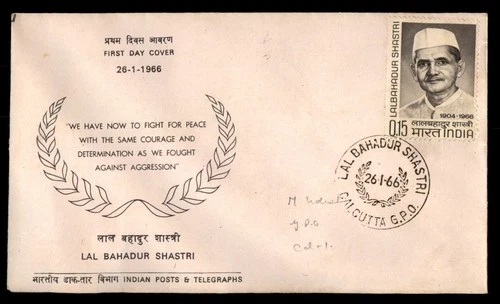 प्रथम दिवस आवरण
FIRST DAY COVER
26-1-1966
"WE HAVE NOW TO FIGHT FOR PEACE
WITH THE SAME COURAGE AND
DETERMINATION AS WE FOUGHT
AGAINST AGGRESSION"
लाल बहादुर शास्त्री
LAL BAHADUR SHASTRI
भारतीय डाक-तार विभाग INDIAN POSTS & TELEGRAPHS
LALBAHADUR SHASTRI
1904-1966
लालबहादुर शास्त्री
0.15 भारत INDIA
LAL BAHADUR SHASTRI
26·1·66
CALCUTTA G.P.O.